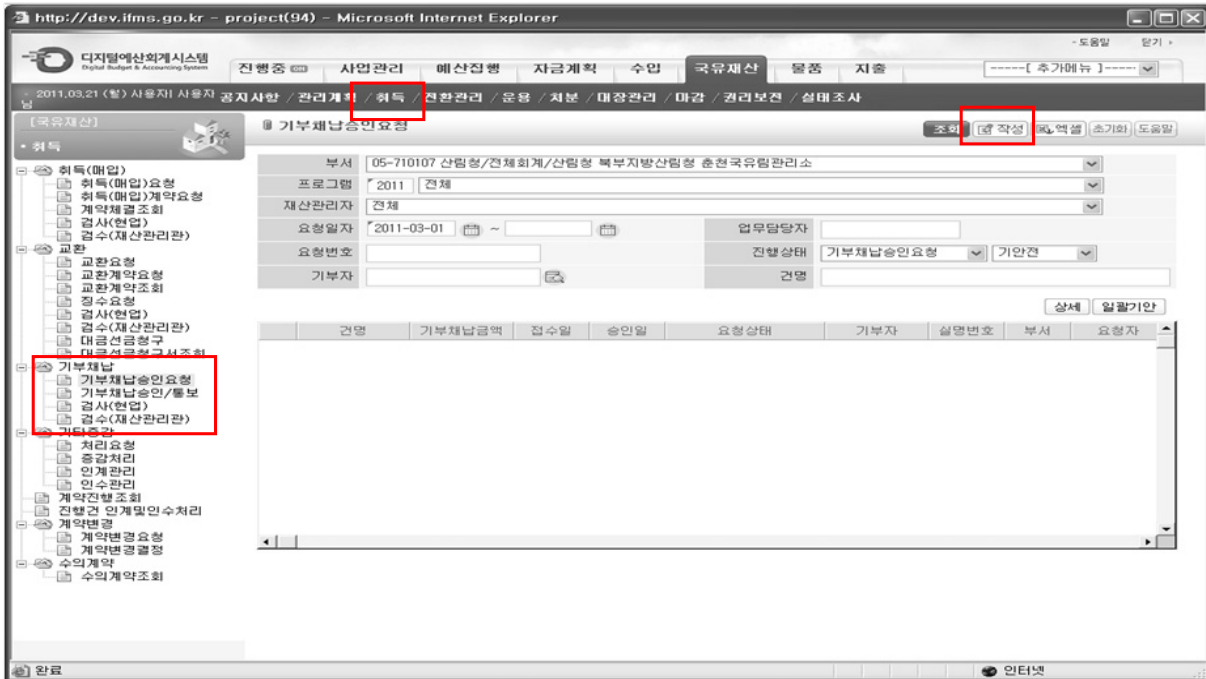 http://dev.ifms.go.kr - project(94) - Microsoft Internet Explorer
- 도움말 닫기
디지털예산회계시스템
Digital Budget & Accounting System
진행중 ON 사업관리 예산집행 자금계획 수입 국유재산 물품 지출 -----[ 추가메뉴 ]-----
2011.03.21 (월) 사용자1 사용자님
공지사항 / 관리계획 / 취득 / 전환관리 / 운용 / 처분 / 대장관리 / 마감 / 권리보전 / 실태조사
[국유재산]
• 취득
기부채납승인요청
조회 작성 엑셀 초기화 도움말
취득(매입)
취득(매입)요청
취득(매입)계약요청
계약체결조회
검사(현업)
검수(재산관리관)
교환
교환요청
교환계약요청
교환계약조회
징수요청
검사(현업)
검수(재산관리관)
대금선금청구
대금선금청구서조회
기부채납
기부채납승인요청
기부채납승인/통보
검사(현업)
검수(재산관리관)
기타증감
처리요청
증감처리
인계관리
인수관리
계약진행조회
진행건 인계및인수처리
계약변경
계약변경요청
계약변경결정
수의계약
수의계약조회
부서 05-710107 산림청/전체회계/산림청 북부지방산림청 춘천국유림관리소
프로그램 2011 전체
재산관리자 전체
요청일자 2011-03-01 ~ 업무담당자
요청번호 진행상태 기부채납승인요청 기안전
기부자 건명
상세 일괄기안
건명 기부채납금액 접수일 승인일 요청상태 기부자 실명번호 부서 요청자
완료 인터넷